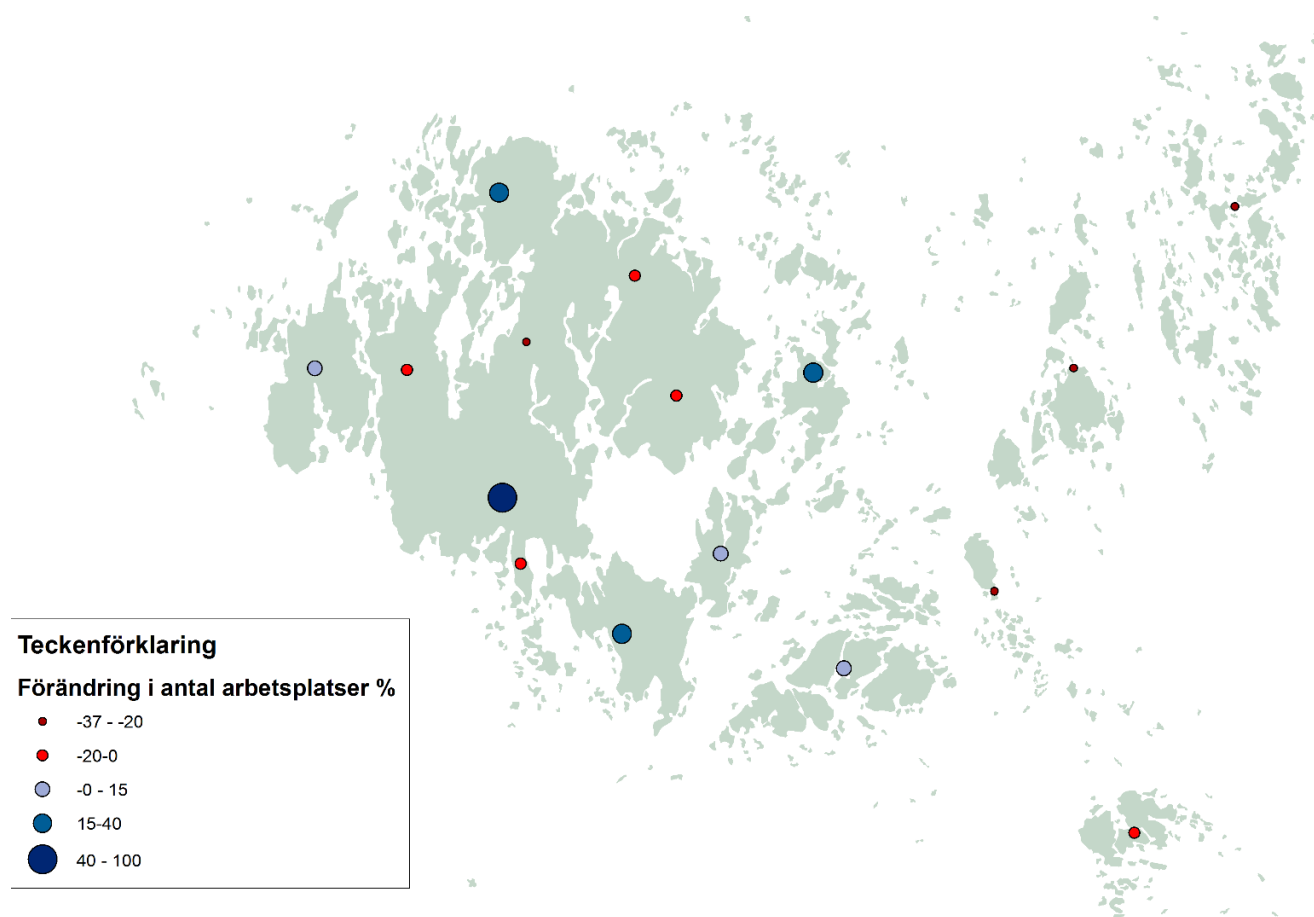 Teckenförklaring
Förändring i antal arbetsplatser %
-37 - -20
-20-0
-0 - 15
15-40
40 - 100